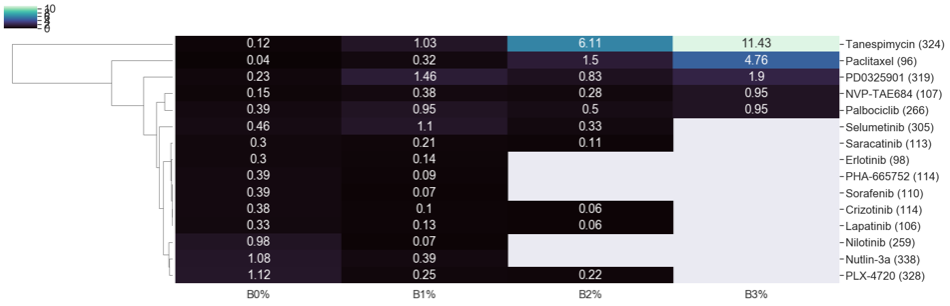 10
0
0.12 1.03 6.11 11.43 Tanespimycin (324)
0.04 0.32 1.5 4.76 Paclitaxel (96)
0.23 1.46 0.83 1.9 PD0325901 (319)
0.15 0.38 0.28 0.95 NVP-TAE684 (107)
0.39 0.95 0.5 0.95 Palbociclib (266)
0.46 1.1 0.33 Selumetinib (305)
0.3 0.21 0.11 Saracatinib (113)
0.3 0.14 Erlotinib (98)
0.39 0.09 PHA-665752 (114)
0.39 0.07 Sorafenib (110)
0.38 0.1 0.06 Crizotinib (114)
0.33 0.13 0.06 Lapatinib (106)
0.98 0.07 Nilotinib (259)
1.08 0.39 Nutlin-3a (338)
1.12 0.25 0.22 PLX-4720 (328)
B0% B1% B2% B3%